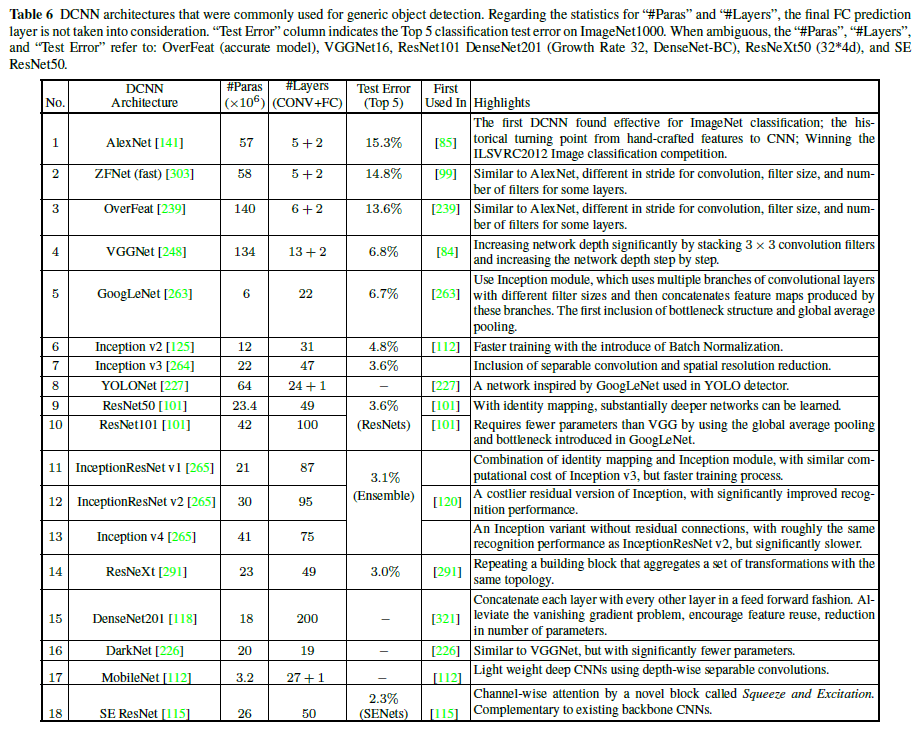 Table 6 DCNN architectures that were commonly used for generic object detection. Regarding the statistics for “#Paras” and “#Layers”, the final FC prediction
layer is not taken into consideration. “Test Error” column indicates the Top 5 classification test error on ImageNet1000. When ambiguous, the “#Paras”, “#Layers”,
and “Test Error” refer to: OverFeat (accurate model), VGGNet16, ResNet101 DenseNet201 (Growth Rate 32, DenseNet-BC), ResNeXt50 (32*4d), and SE
ResNet50.
No. DCNN Architecture #Paras (×10⁶) #Layers (CONV+FC) Test Error (Top 5) First Used In Highlights
1 AlexNet [141] 57 5 + 2 15.3% [85] The first DCNN found effective for ImageNet classification; the his-
torical turning point from hand-crafted features to CNN; Winning the
ILSVRC2012 Image classification competition.
2 ZFNet (fast) [303] 58 5 + 2 14.8% [99] Similar to AlexNet, different in stride for convolution, filter size, and num-
ber of filters for some layers.
3 OverFeat [239] 140 6 + 2 13.6% [239] Similar to AlexNet, different in stride for convolution, filter size, and num-
ber of filters for some layers.
4 VGGNet [248] 134 13 + 2 6.8% [84] Increasing network depth significantly by stacking 3 × 3 convolution filters
and increasing the network depth step by step.
5 GoogLeNet [263] 6 22 6.7% [263] Use Inception module, which uses multiple branches of convolutional layers
with different filter sizes and then concatenates feature maps produced by
these branches. The first inclusion of bottleneck structure and global average
pooling.
6 Inception v2 [125] 12 31 4.8% [112] Faster training with the introduce of Batch Normalization.
7 Inception v3 [264] 22 47 3.6% Inclusion of separable convolution and spatial resolution reduction.
8 YOLONet [227] 64 24 + 1 − [227] A network inspired by GoogLeNet used in YOLO detector.
9 ResNet50 [101] 23.4 49 3.6% [101] With identity mapping, substantially deeper networks can be learned.
10 ResNet101 [101] 42 100 (ResNets) [101] Requires fewer parameters than VGG by using the global average pooling
and bottleneck introduced in GoogLeNet.
11 InceptionResNet v1 [265] 21 87 3.1% (Ensemble) Combination of identity mapping and Inception module, with similar com-
putational cost of Inception v3, but faster training process.
12 InceptionResNet v2 [265] 30 95 [120] A costlier residual version of Inception, with significantly improved recog-
nition performance.
13 Inception v4 [265] 41 75 An Inception variant without residual connections, with roughly the same
recognition performance as InceptionResNet v2, but significantly slower.
14 ResNeXt [291] 23 49 3.0% [291] Repeating a building block that aggregates a set of transformations with the
same topology.
15 DenseNet201 [118] 18 200 − [321] Concatenate each layer with every other layer in a feed forward fashion. Al-
leviate the vanishing gradient problem, encourage feature reuse, reduction
in number of parameters.
16 DarkNet [226] 20 19 − [226] Similar to VGGNet, but with significantly fewer parameters.
17 MobileNet [112] 3.2 27 + 1 − [112] Light weight deep CNNs using depth-wise separable convolutions.
18 SE ResNet [115] 26 50 2.3% (SENets) [115] Channel-wise attention by a novel block called Squeeze and Excitation.
Complementary to existing backbone CNNs.